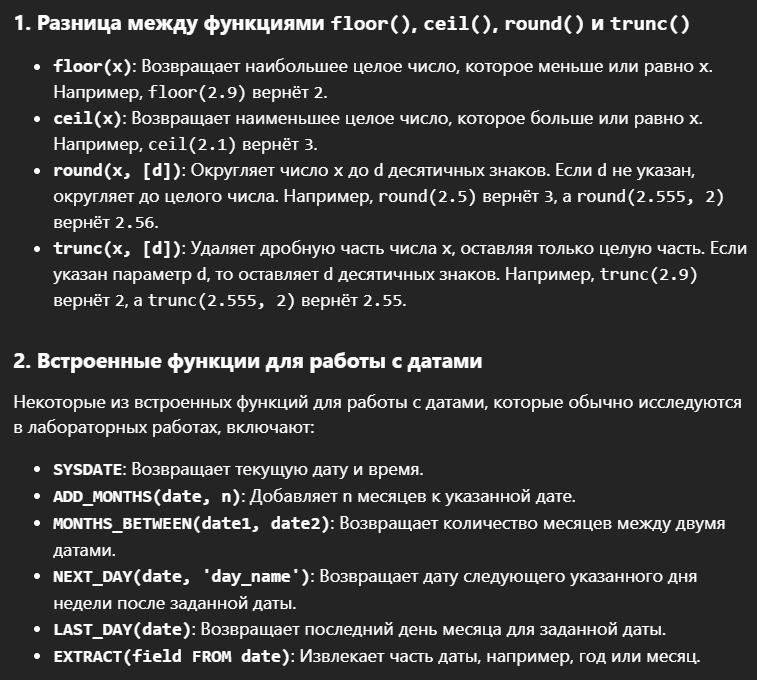 1. Разница между функциями floor(), ceil(), round() и trunc()
• floor(x): Возвращает наибольшее целое число, которое меньше или равно x.
Например, floor(2.9) вернёт 2.
• ceil(x): Возвращает наименьшее целое число, которое больше или равно x.
Например, ceil(2.1) вернёт 3.
• round(x, [d]): Округляет число x до d десятичных знаков. Если d не указан,
округляет до целого числа. Например, round(2.5) вернёт 3, а round(2.555, 2)
вернёт 2.56.
• trunc(x, [d]): Удаляет дробную часть числа x, оставляя только целую часть. Если
указан параметр d, то оставляет d десятичных знаков. Например, trunc(2.9)
вернёт 2, а trunc(2.555, 2) вернёт 2.55.
2. Встроенные функции для работы с датами
Некоторые из встроенных функций для работы с датами, которые обычно исследуются
в лабораторных работах, включают:
• SYSDATE: Возвращает текущую дату и время.
• ADD_MONTHS(date, n): Добавляет n месяцев к указанной дате.
• MONTHS_BETWEEN(date1, date2): Возвращает количество месяцев между двумя
датами.
• NEXT_DAY(date, 'day_name'): Возвращает дату следующего указанного дня
недели после заданной даты.
• LAST_DAY(date): Возвращает последний день месяца для заданной даты.
• EXTRACT(field FROM date): Извлекает часть даты, например, год или месяц.